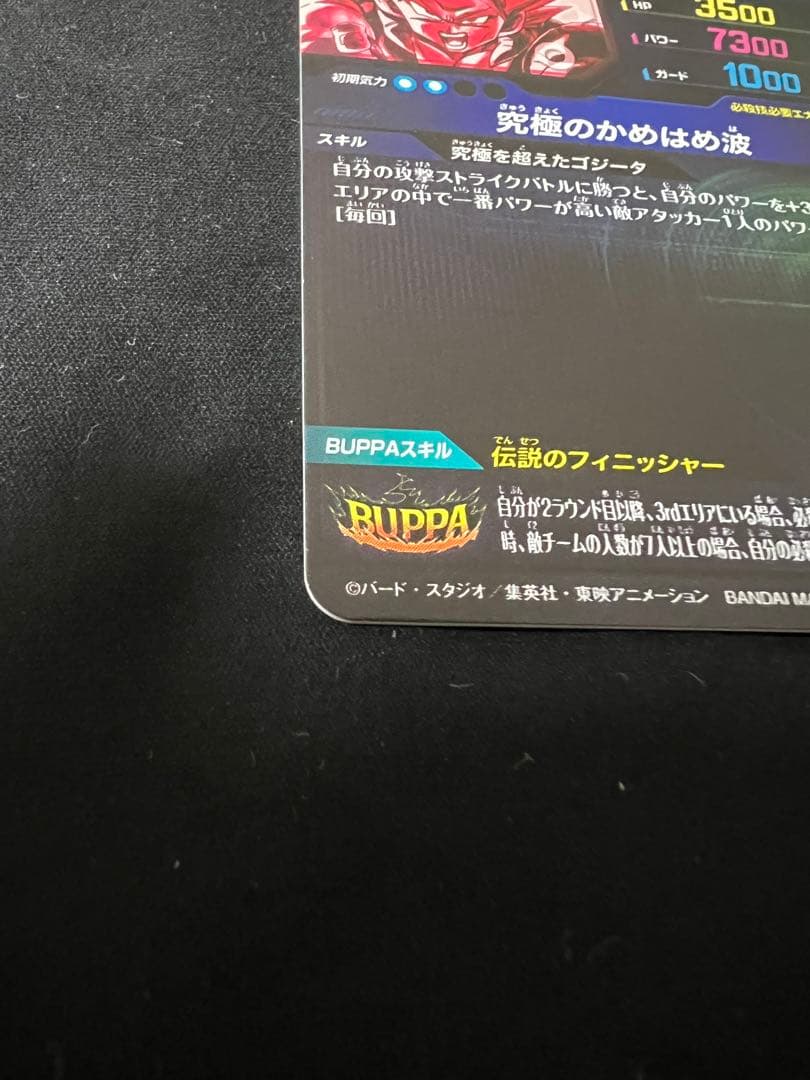 HP 3500
パワー 7300
ガード 1000
初期気力
必殺技必要エ
究極のかめはめ波
スキル 究極を超えたゴジータ
自分の攻撃ストライクバトルに勝つと、自分のパワーを+3
エリアの中で一番パワーが高い敵アタッカー1人のパワ
[毎回]
BUPPAスキル 伝説のフィニッシャー
BUPPA
自分が2ラウンド目以降、3rdエリアにいる場合、必
時、敵チームの人数が7人以上の場合、自分の必
©バード・スタジオ／集英社・東映アニメーション BANDAI